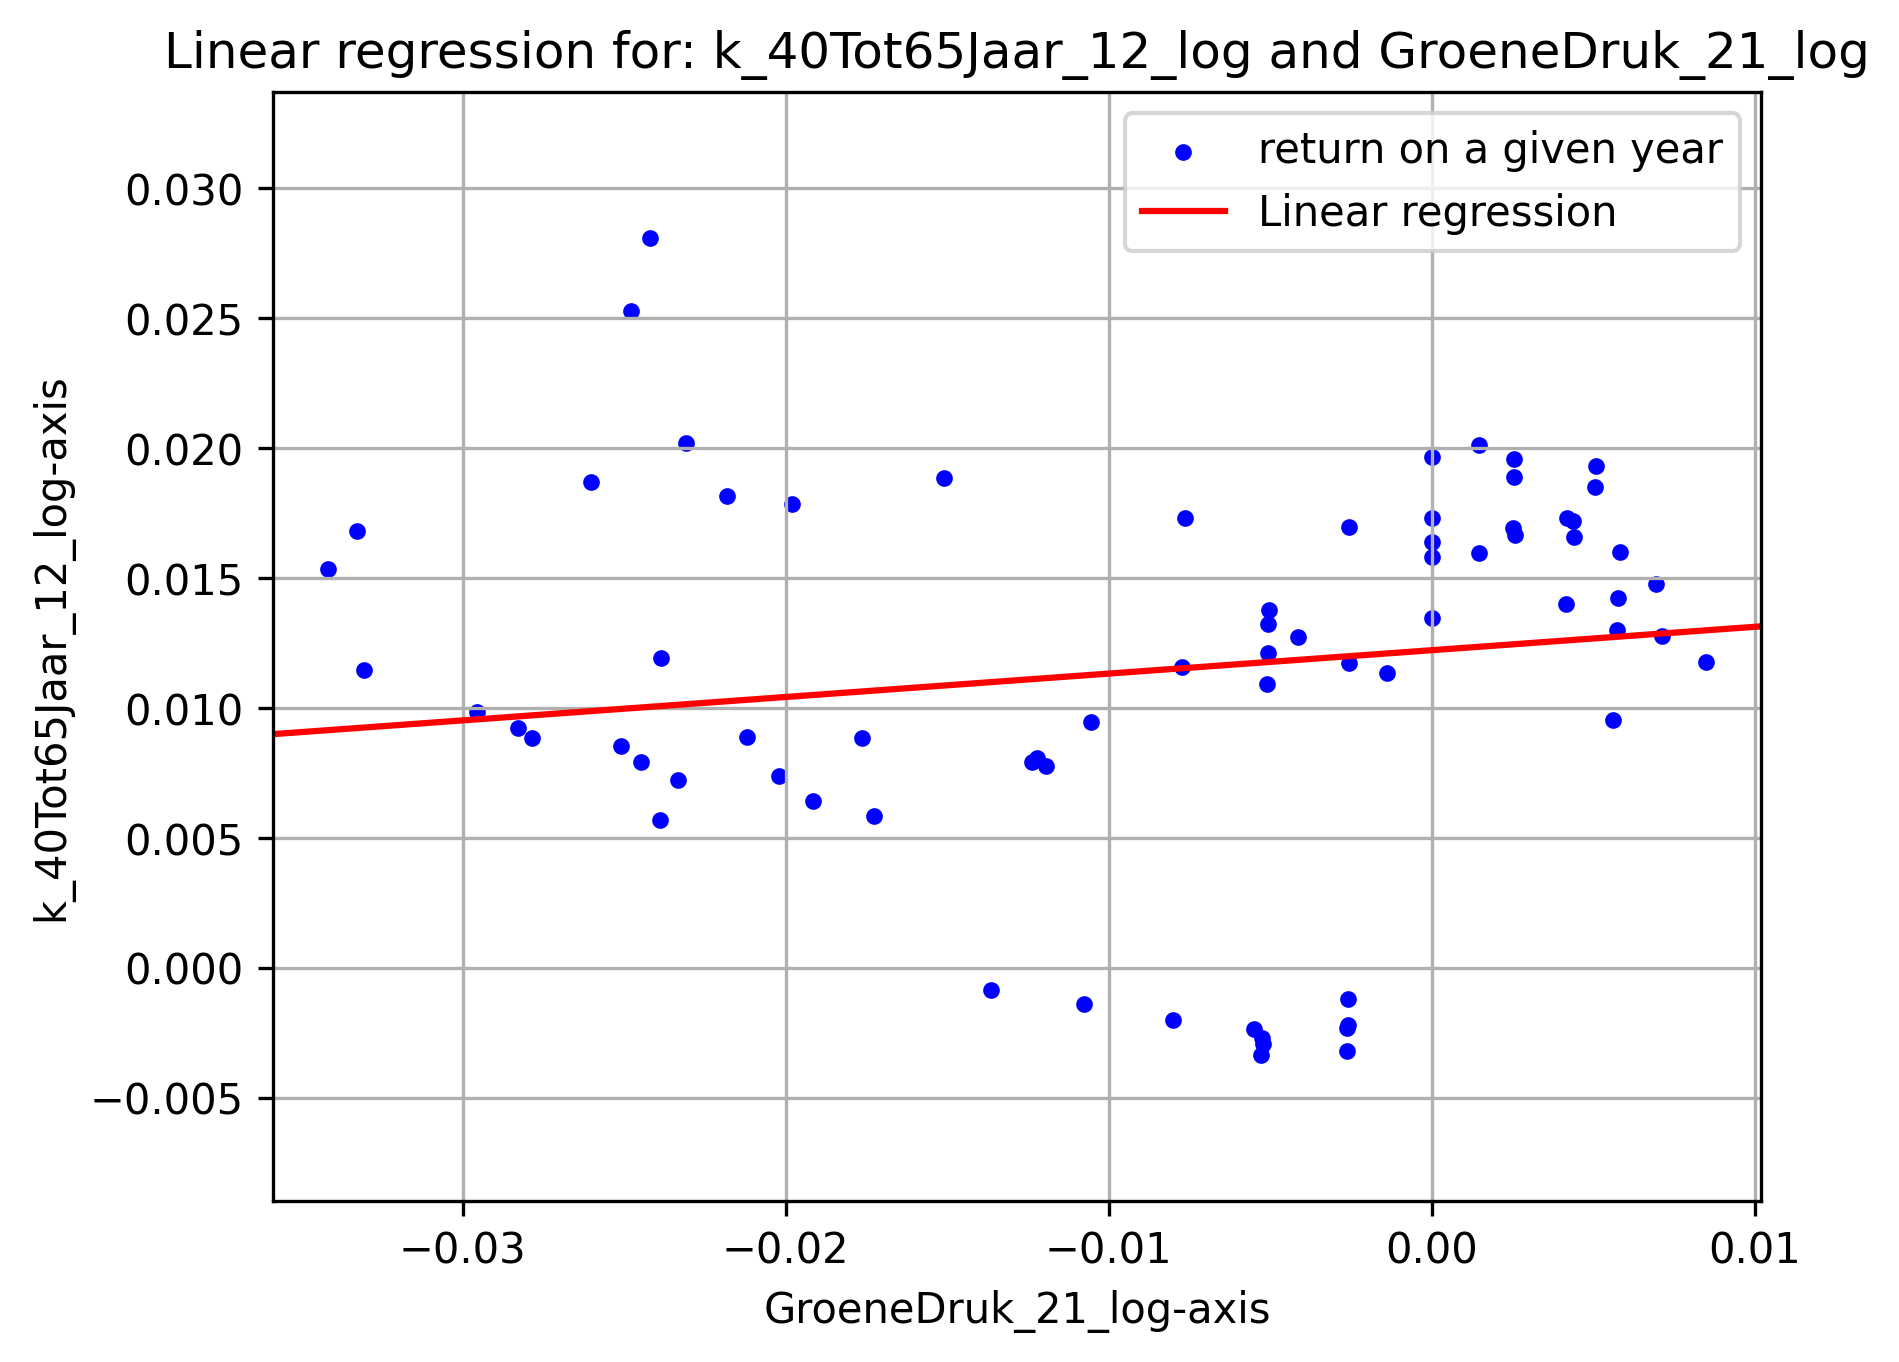 Linear regression for: k_40Tot65Jaar_12_log and GroeneDruk_21_log
return on a given year
Linear regression
0.030
0.025
0.020
0.015
0.010
0.005
0.000
−0.005
k_40Tot65Jaar_12_log-axis
−0.03 −0.02 −0.01 0.00 0.01
GroeneDruk_21_log-axis